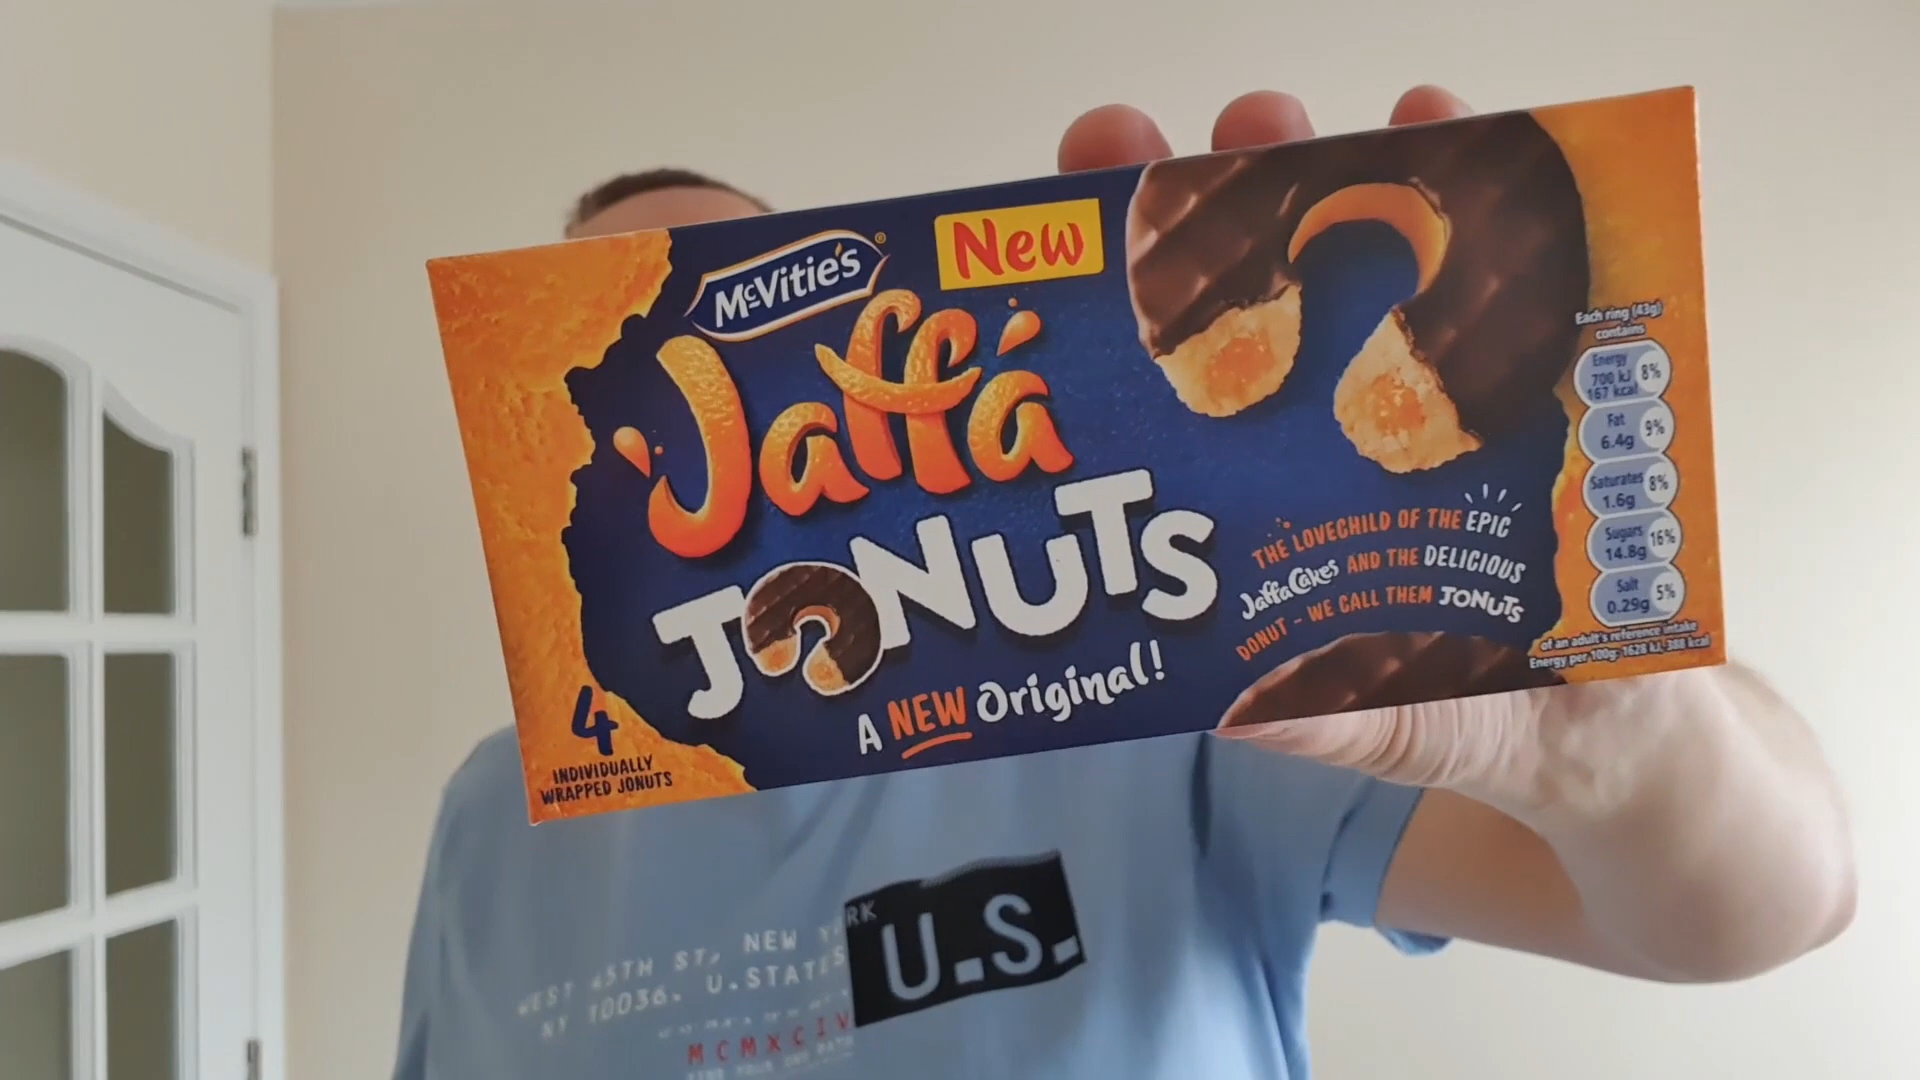 McVitie's®
New
Jaffa
JONUTS
A NEW Original!
4
INDIVIDUALLY
WRAPPED JONUTS
THE LOVECHILD OF THE EPIC
JaffaCakes AND THE DELICIOUS
DONUT - WE CALL THEM JONUTS
Each ring (43g)
contains
Energy
700 kJ
167 kcal
8%
Fat
6.4g
9%
Saturates
1.6g
8%
Sugars
14.8g
16%
Salt
0.29g
5%
of an adult's reference intake
Energy per 100g: 1628 kJ, 388 kcal
WEST 45TH ST, NEW YORK
NY 10036. U.STATES
U.S.
MCMXCIV